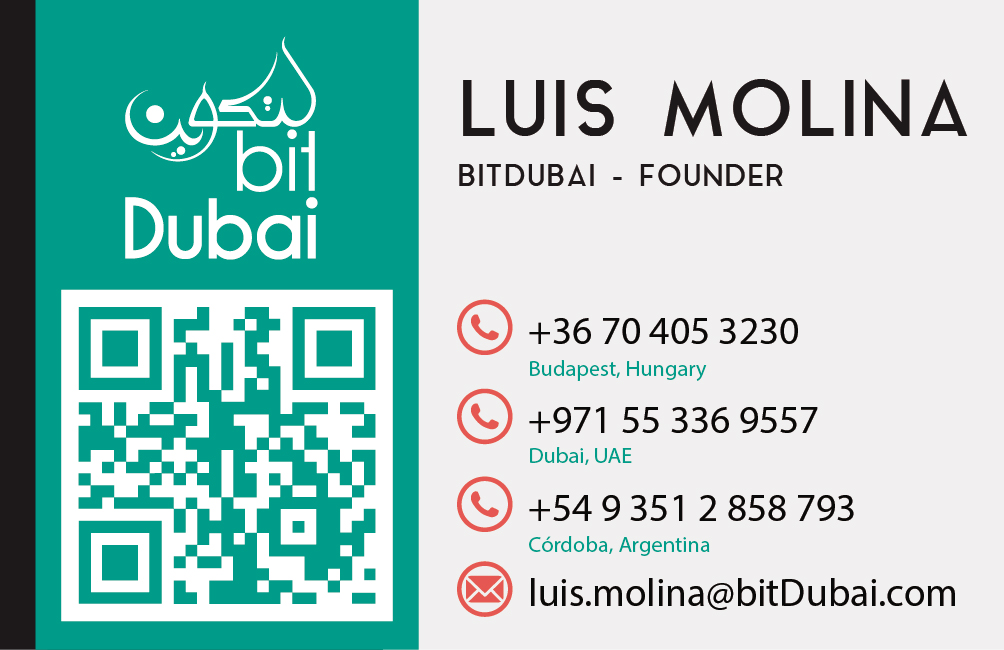 bit
Dubai
LUIS MOLINA
BITDUBAI - FOUNDER
+36 70 405 3230
Budapest, Hungary
+971 55 336 9557
Dubai, UAE
+54 9 351 2 858 793
Córdoba, Argentina
luis.molina@bitDubai.com